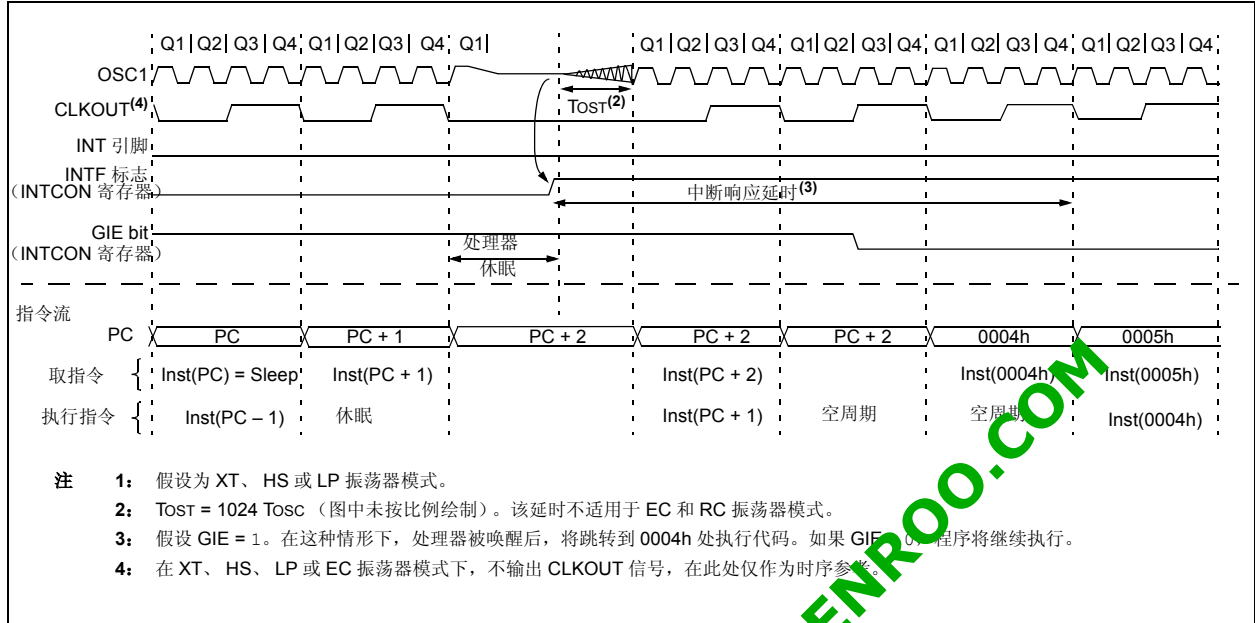 Q1 Q2 Q3 Q4 Q1 Q2 Q3 Q4 Q1 Q1 Q2 Q3 Q4 Q1 Q2 Q3 Q4 Q1 Q2 Q3 Q4 Q1 Q2 Q3 Q4
OSC1
TOST(2)
CLKOUT(4)
INT 引脚
INTF 标志
(INTCON 寄存器)
中断响应延时(3)
GIE bit
(INTCON 寄存器)
处理器
休眠
指令流
PC PC PC + 1 PC + 2 PC + 2 PC + 2 0004h 0005h
取指令 { Inst(PC) = Sleep Inst(PC + 1) Inst(PC + 2) Inst(0004h) Inst(0005h)
执行指令 { Inst(PC – 1) 休眠 Inst(PC + 1) 空周期 空周期 Inst(0004h)
注 1: 假设为 XT、 HS 或 LP 振荡器模式。
2: TOST = 1024 TOSC (图中未按比例绘制)。该延时不适用于 EC 和 RC 振荡器模式。
3: 假设 GIE = 1。在这种情形下,处理器被唤醒后,将跳转到 0004h 处执行代码。如果 GIE 0,程序将继续执行。
4: 在 XT、 HS、 LP 或 EC 振荡器模式下,不输出 CLKOUT 信号,在此处仅作为时序参考。
ENROO.COM